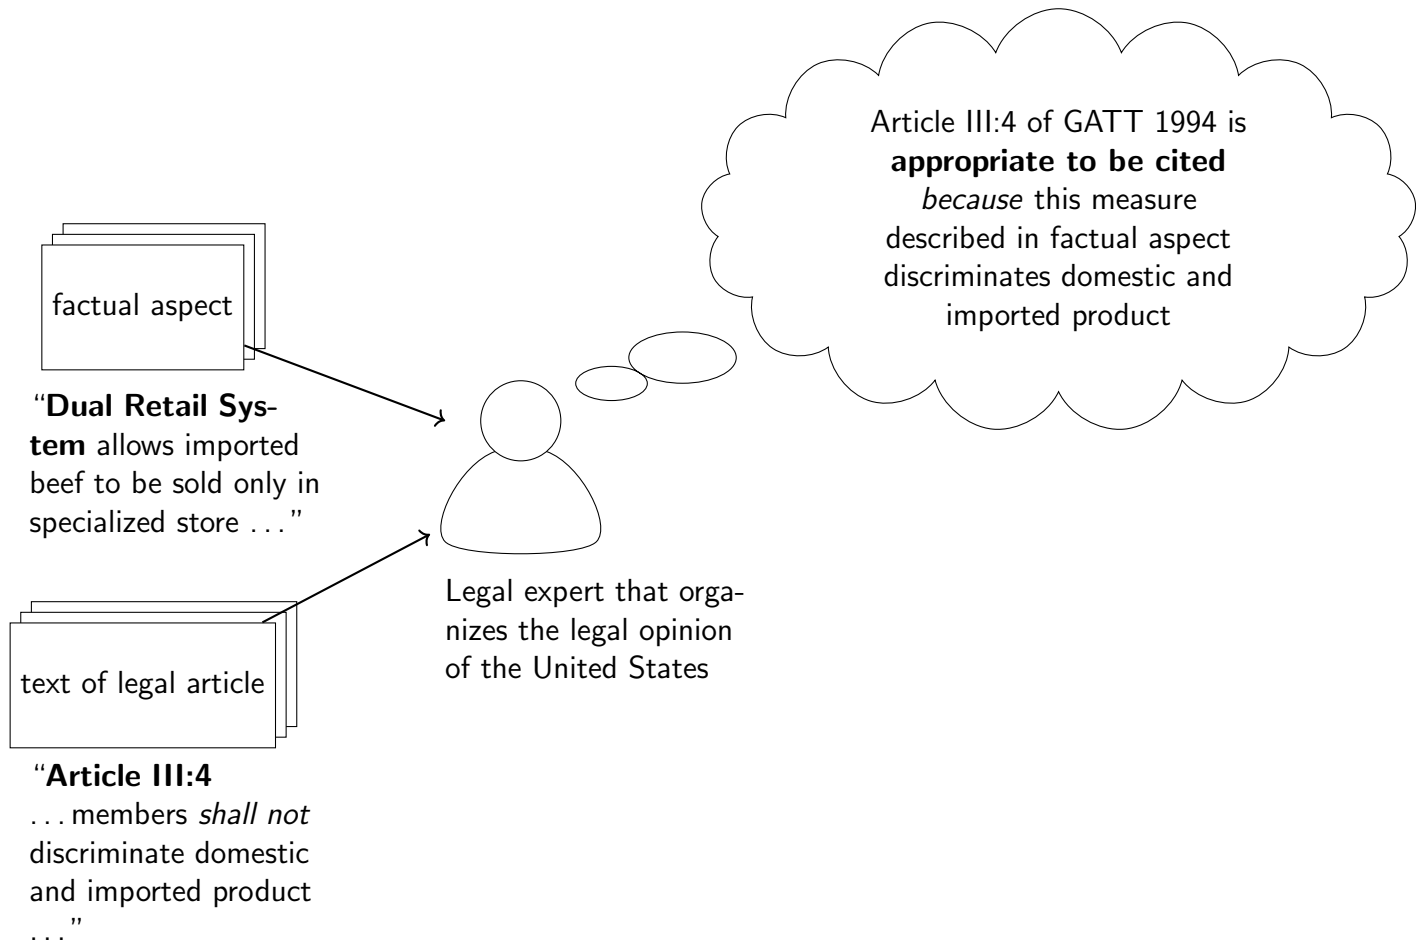 factual aspect
“Dual Retail Sys-
tem allows imported
beef to be sold only in
specialized store . . .”
text of legal article
“Article III:4
. . . members shall not
discriminate domestic
and imported product
. . .”
Legal expert that orga-
nizes the legal opinion
of the United States
Article III:4 of GATT 1994 is
appropriate to be cited
because this measure
described in factual aspect
discriminates domestic and
imported product